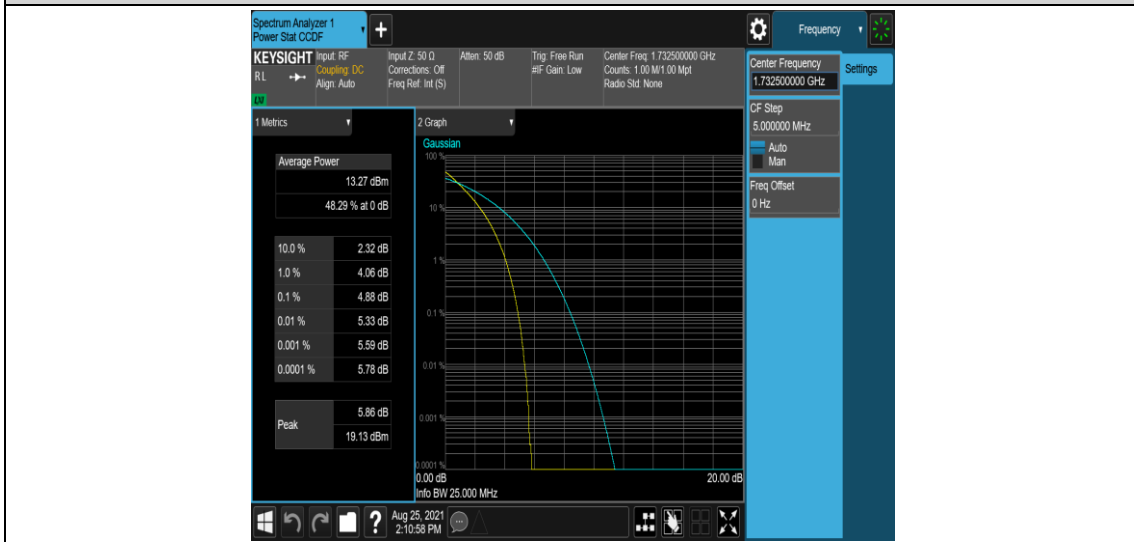 Spectrum Analyzer 1
Power Stat CCDF
Frequency
KEYSIGHT
RL
LXI
Input: RF
Coupling: DC
Align: Auto
Input Z: 50 Ω
Corrections: Off
Freq Ref: Int (S)
Atten: 50 dB
Trig: Free Run
#IF Gain: Low
Center Freq: 1.732500000 GHz
Counts: 1.00 M/1.00 Mpt
Radio Std: None
Center Frequency
1.732500000 GHz
Settings
CF Step
5.000000 MHz
Auto
Man
Freq Offset
0 Hz
1 Metrics
Average Power
13.27 dBm
48.29 % at 0 dB
10.0 % 2.32 dB
1.0 % 4.06 dB
0.1 % 4.88 dB
0.01 % 5.33 dB
0.001 % 5.59 dB
0.0001 % 5.78 dB
Peak
5.86 dB
19.13 dBm
2 Graph
Gaussian
100 %
10 %
1 %
0.1 %
0.01 %
0.001 %
0.0001 %
0.00 dB 20.00 dB
Info BW 25.000 MHz
?
Aug 25, 2021
2:10:58 PM